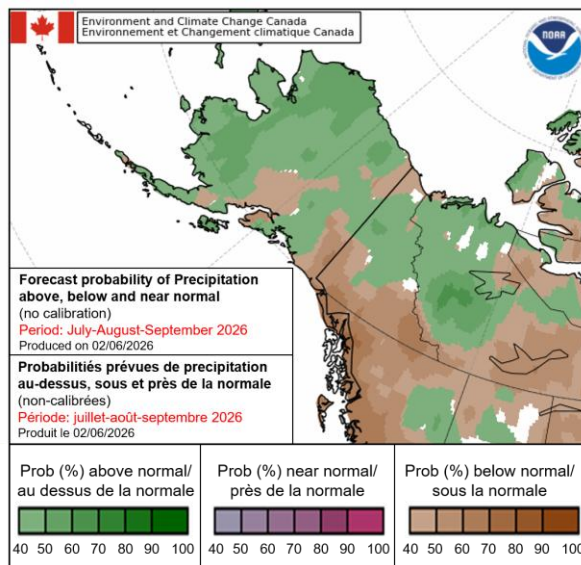 Environment and Climate Change Canada
Environnement et Changement climatique Canada
NOAA
Forecast probability of Precipitation
above, below and near normal
(no calibration)
Period: July-August-September 2026
Produced on 02/06/2026
Probabiltiés prévues de precipitation
au-dessus, sous et près de la normale
(non-calibrées)
Période: juillet-août-septembre 2026
Produit le 02/06/2026
Prob (%) above normal/
au dessus de la normale
40 50 60 70 80 90 100
Prob (%) near normal/
près de la normale
40 50 60 70 80 90 100
Prob (%) below normal/
sous la normale
40 50 60 70 80 90 100